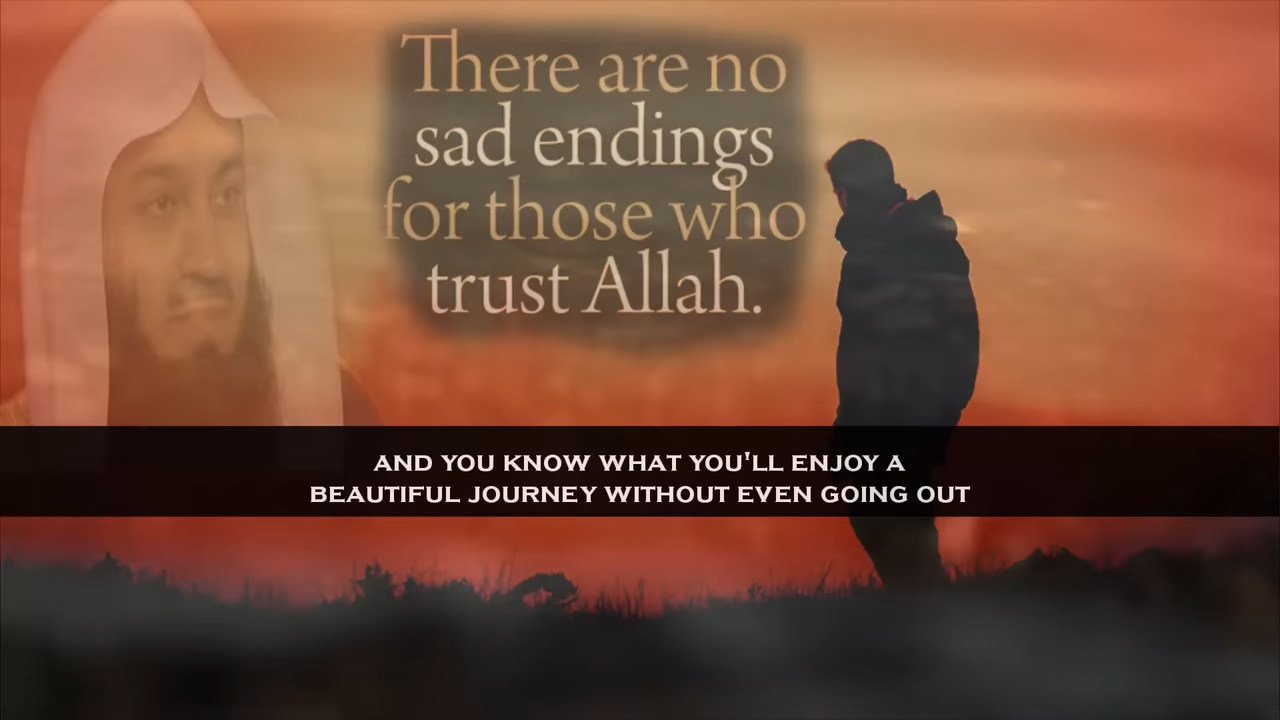 There are no
sad endings
for those who
trust Allah.
AND YOU KNOW WHAT YOU'LL ENJOY A
BEAUTIFUL JOURNEY WITHOUT EVEN GOING OUT